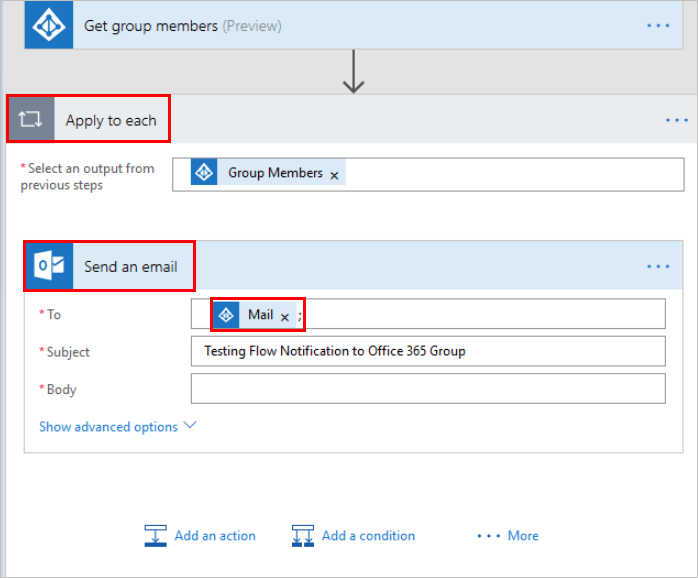 Get group members (Preview)
Apply to each
*Select an output from
previous steps
Group Members ×
Send an email
*To
Mail × ;
*Subject
Testing Flow Notification to Office 365 Group
*Body
Show advanced options
Add an action
Add a condition
More